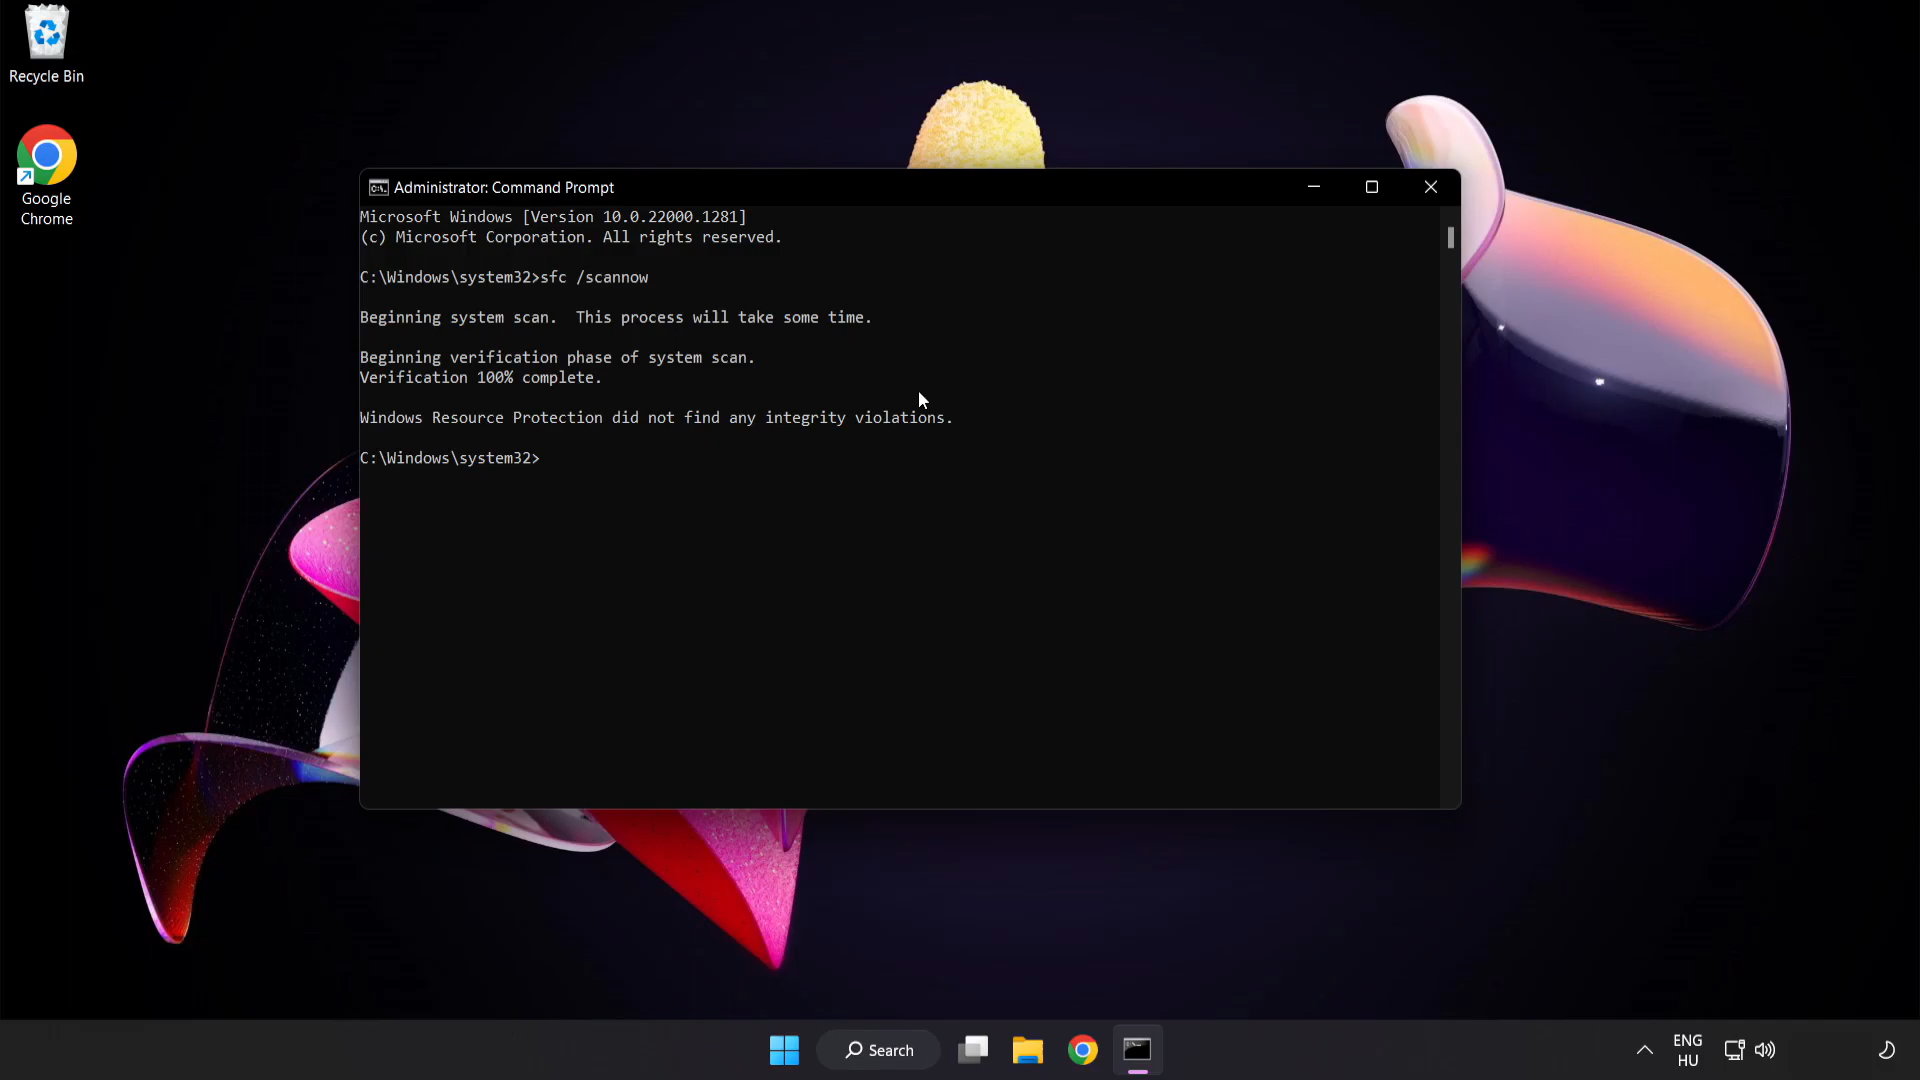 Recycle Bin
Google
Chrome
Administrator: Command Prompt
Microsoft Windows [Version 10.0.22000.1281]
(c) Microsoft Corporation. All rights reserved.
C:\Windows\system32>sfc /scannow
Beginning system scan.  This process will take some time.
Beginning verification phase of system scan.
Verification 100% complete.
Windows Resource Protection did not find any integrity violations.
C:\Windows\system32>
Search
ENG
HU